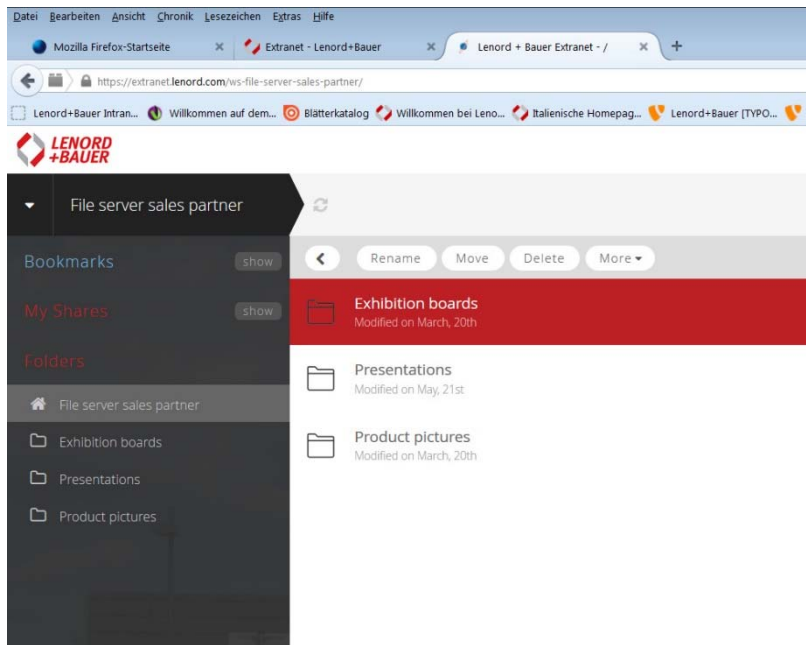 Datei Bearbeiten Ansicht Chronik Lesezeichen Extras Hilfe
Mozilla Firefox-Startseite Extranet - Lenord+Bauer Lenord + Bauer Extranet - /
https://extranet.lenord.com/ws-file-server-sales-partner/
Lenord+Bauer Intran... Willkommen auf dem... Blätterkatalog Willkommen bei Leno... Italienische Homepag... Lenord+Bauer [TYPO...
LENORD
+BAUER
File server sales partner
Bookmarks show
My Shares show
Folders
File server sales partner
Exhibition boards
Presentations
Product pictures
Rename Move Delete More
Exhibition boards
Modified on March, 20th
Presentations
Modified on May, 21st
Product pictures
Modified on March, 20th